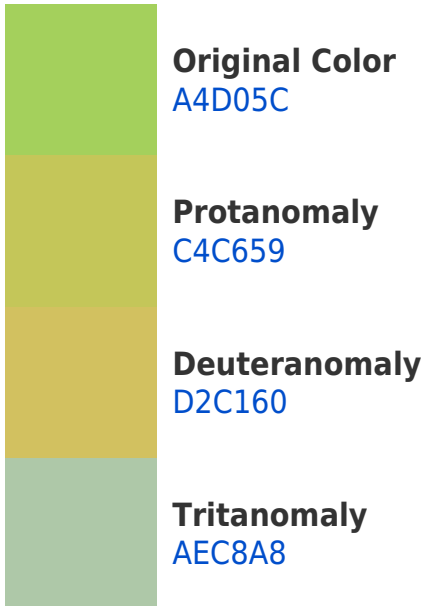 Original Color
A4D05C
Protanomaly
C4C659
Deuteranomaly
D2C160
Tritanomaly
AEC8A8